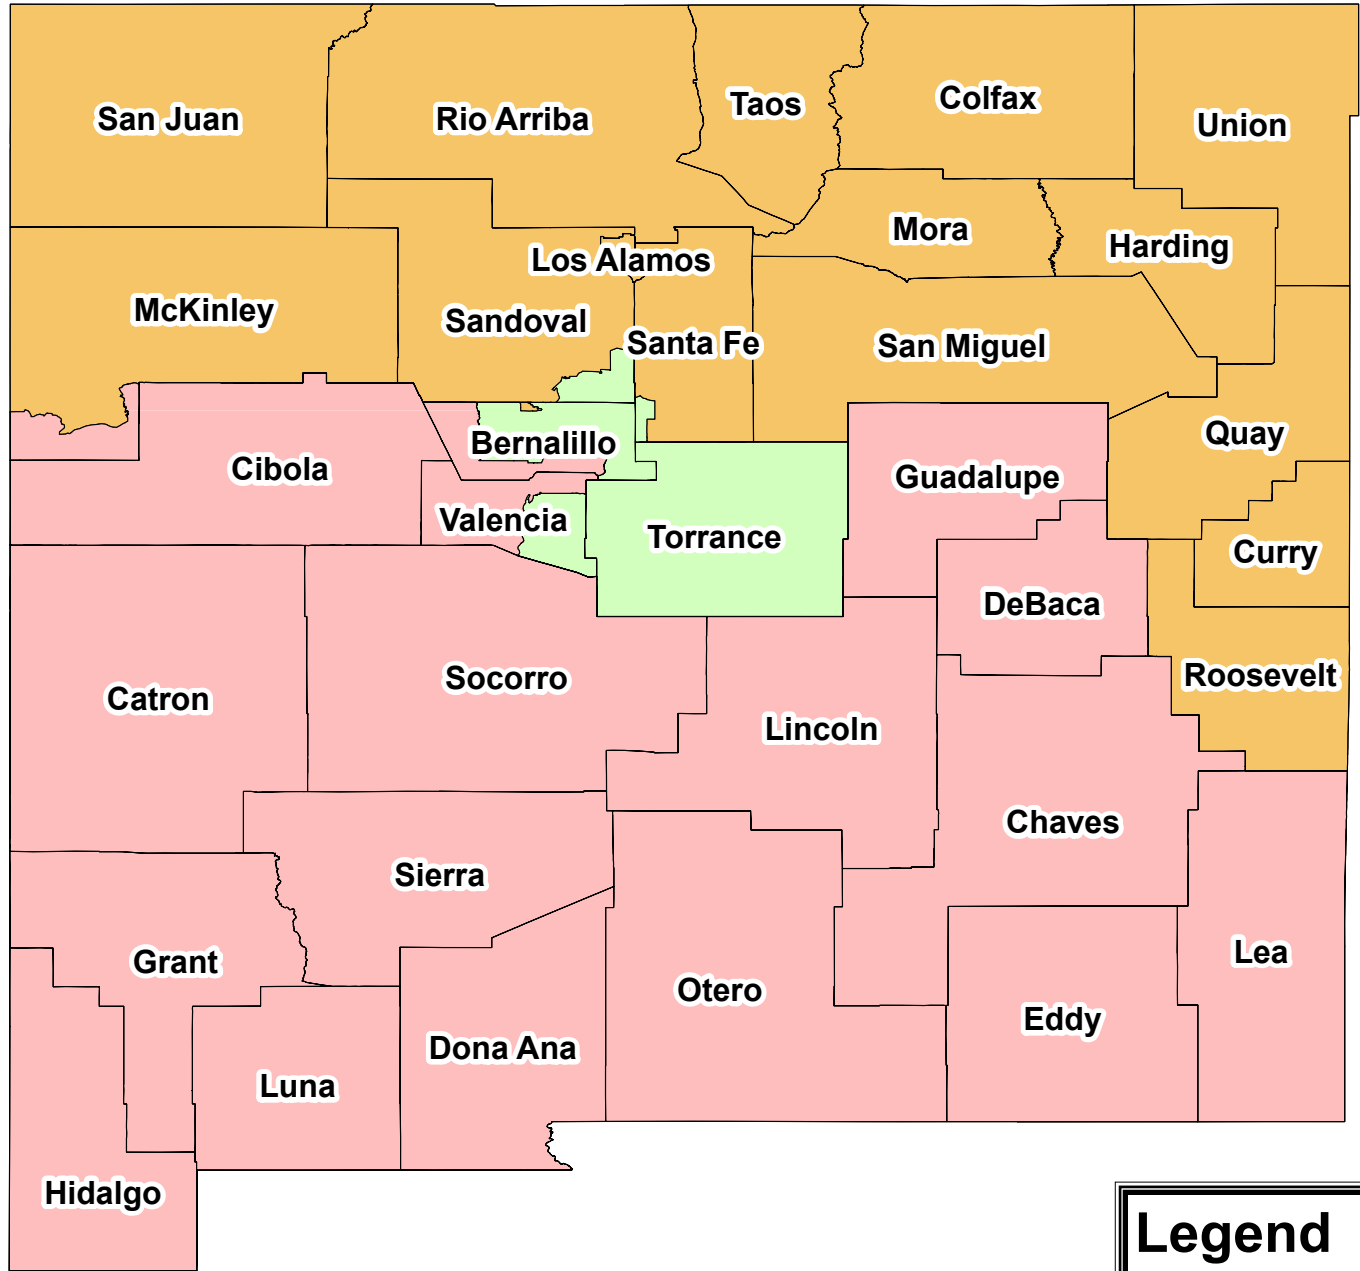 San Juan
Rio Arriba
Taos
Colfax
Union
Los Alamos
Mora
Harding
McKinley
Sandoval
Santa Fe
San Miguel
Bernalillo
Quay
Cibola
Guadalupe
Valencia
Torrance
Curry
DeBaca
Catron
Socorro
Lincoln
Roosevelt
Chaves
Sierra
Grant
Otero
Lea
Dona Ana
Eddy
Luna
Hidalgo
Legend